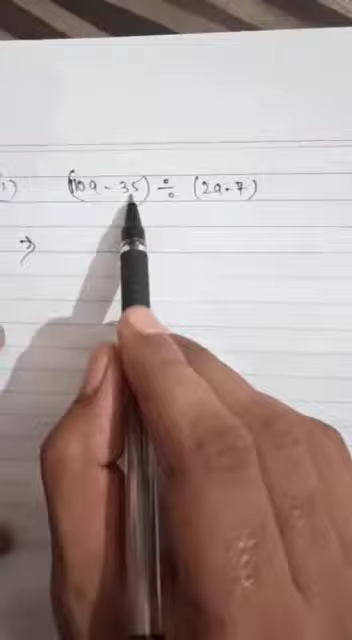 i) (10a - 35) ÷ (2a - 7)
⇒